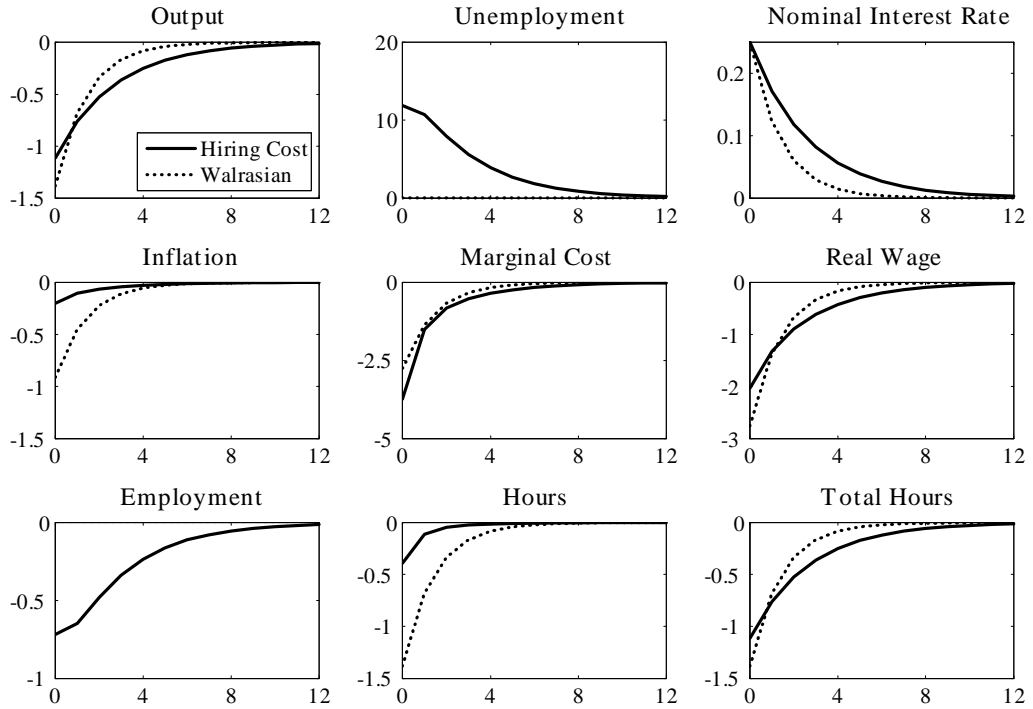 Output
Unemployment
Nominal Interest Rate
0
-0.5
-1
-1.5
0 4 8 12
Hiring Cost
Walrasian
20
10
0
0 4 8 12
0.2
0.1
0
0 4 8 12
Inflation
Marginal Cost
Real Wage
0
-0.5
-1
-1.5
0 4 8 12
0
-2.5
-5
0 4 8 12
0
-1
-2
-3
0 4 8 12
Employment
Hours
Total Hours
0
-0.5
-1
0 4 8 12
0
-0.5
-1
-1.5
0 4 8 12
0
-0.5
-1
-1.5
0 4 8 12